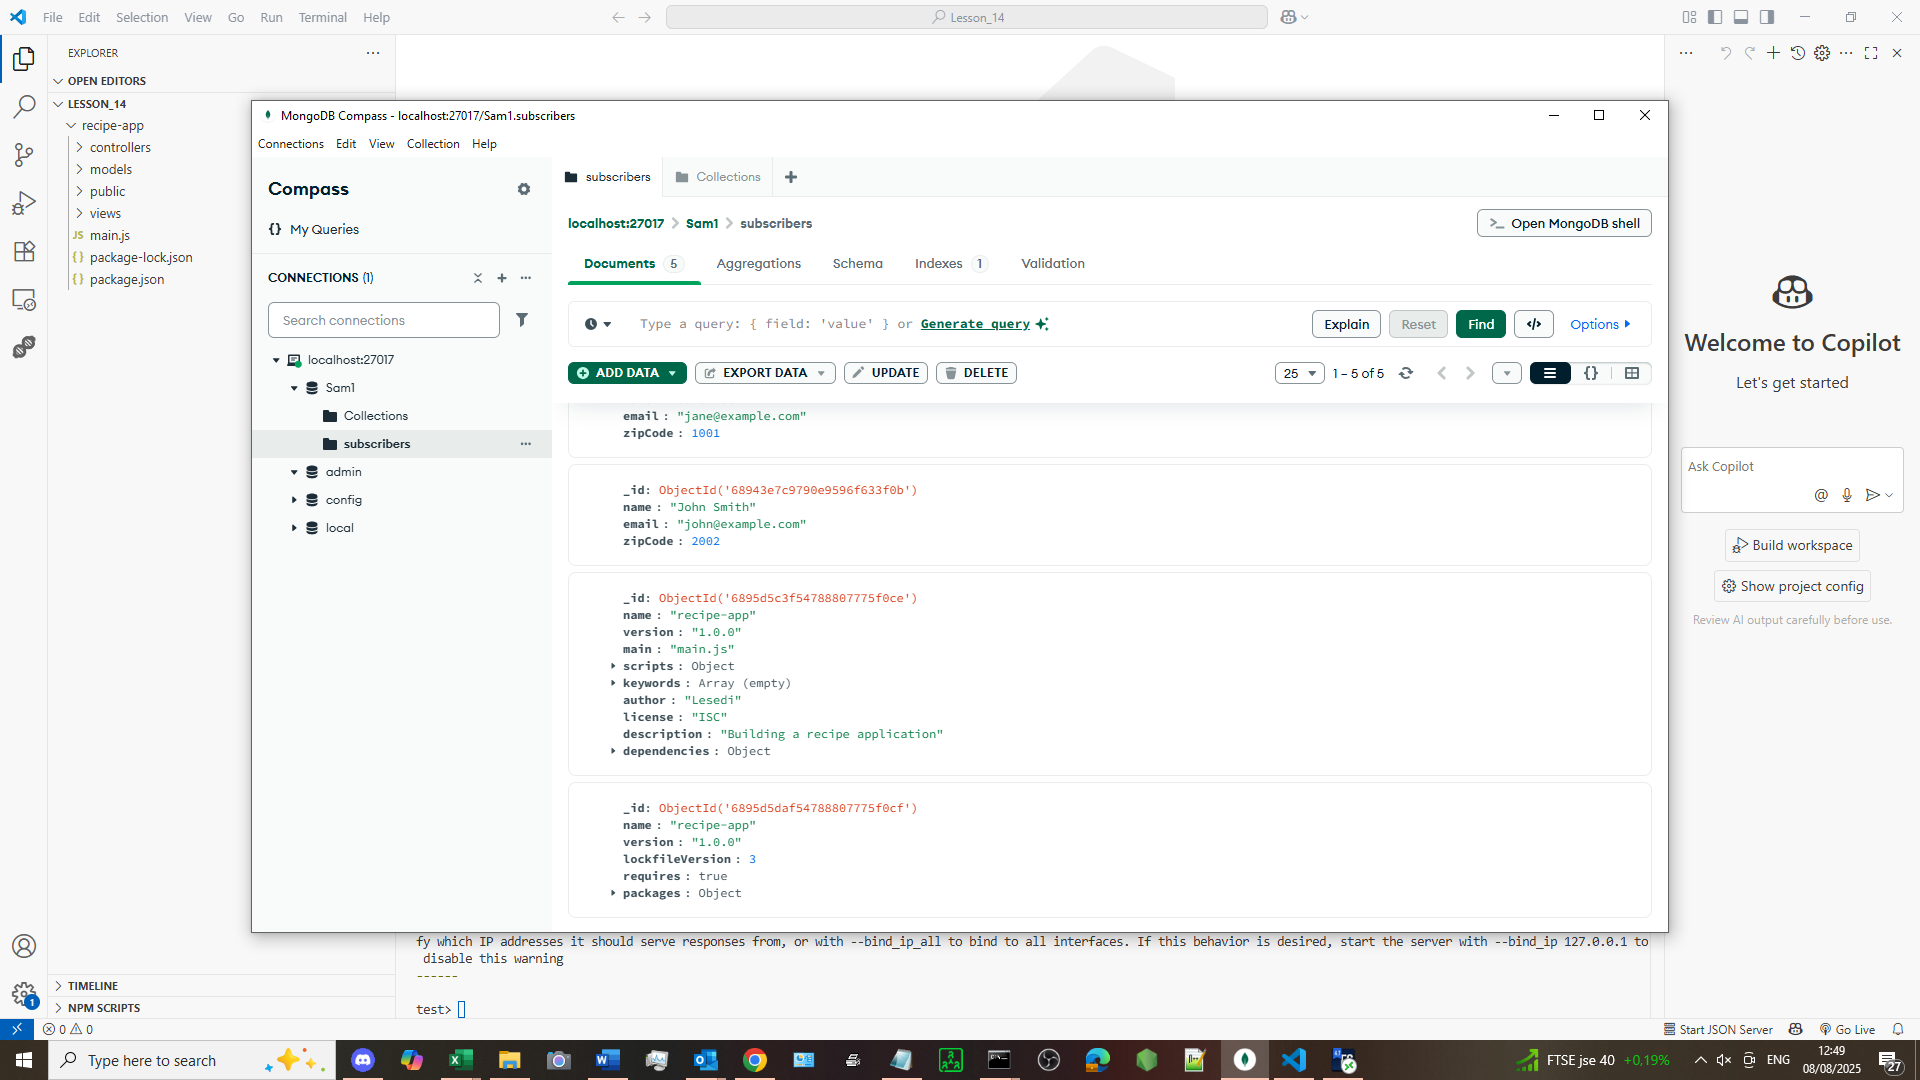 File Edit Selection View Go Run Terminal Help
Lesson_14
EXPLORER
OPEN EDITORS
LESSON_14
recipe-app
controllers
models
public
views
JS main.js
{ } package-lock.json
{ } package.json
TIMELINE
NPM SCRIPTS
MongoDB Compass - localhost:27017/Sam1.subscribers
Connections Edit View Collection Help
Compass
{} My Queries
CONNECTIONS (1)
Search connections
localhost:27017
Sam1
Collections
subscribers
admin
config
local
subscribers
Collections
localhost:27017 > Sam1 > subscribers
>_ Open MongoDB shell
Documents 5
Aggregations
Schema
Indexes 1
Validation
Type a query: { field: 'value' } or Generate query
Explain
Reset
Find
</>
Options
ADD DATA
EXPORT DATA
UPDATE
DELETE
25
1 – 5 of 5
{}
email : "jane@example.com"
zipCode : 1001
_id: ObjectId('68943e7c9790e9596f633f0b')
name : "John Smith"
email : "john@example.com"
zipCode : 2002
_id: ObjectId('6895d5c3f54788807775f0ce')
name : "recipe-app"
version : "1.0.0"
main : "main.js"
scripts : Object
keywords : Array (empty)
author : "Lesedi"
license : "ISC"
description : "Building a recipe application"
dependencies : Object
_id: ObjectId('6895d5daf54788807775f0cf')
name : "recipe-app"
version : "1.0.0"
lockfileVersion : 3
requires : true
packages : Object
fy which IP addresses it should serve responses from, or with --bind_ip_all to bind to all interfaces. If this behavior is desired, start the server with --bind_ip 127.0.0.1 to
disable this warning
------
test>
Welcome to Copilot
Let's get started
Ask Copilot
@
Build workspace
Show project config
Review AI output carefully before use.
1
0 0
Start JSON Server
Go Live
Type here to search
FTSE jse 40 +0,19%
ENG
12:49
08/08/2025
27